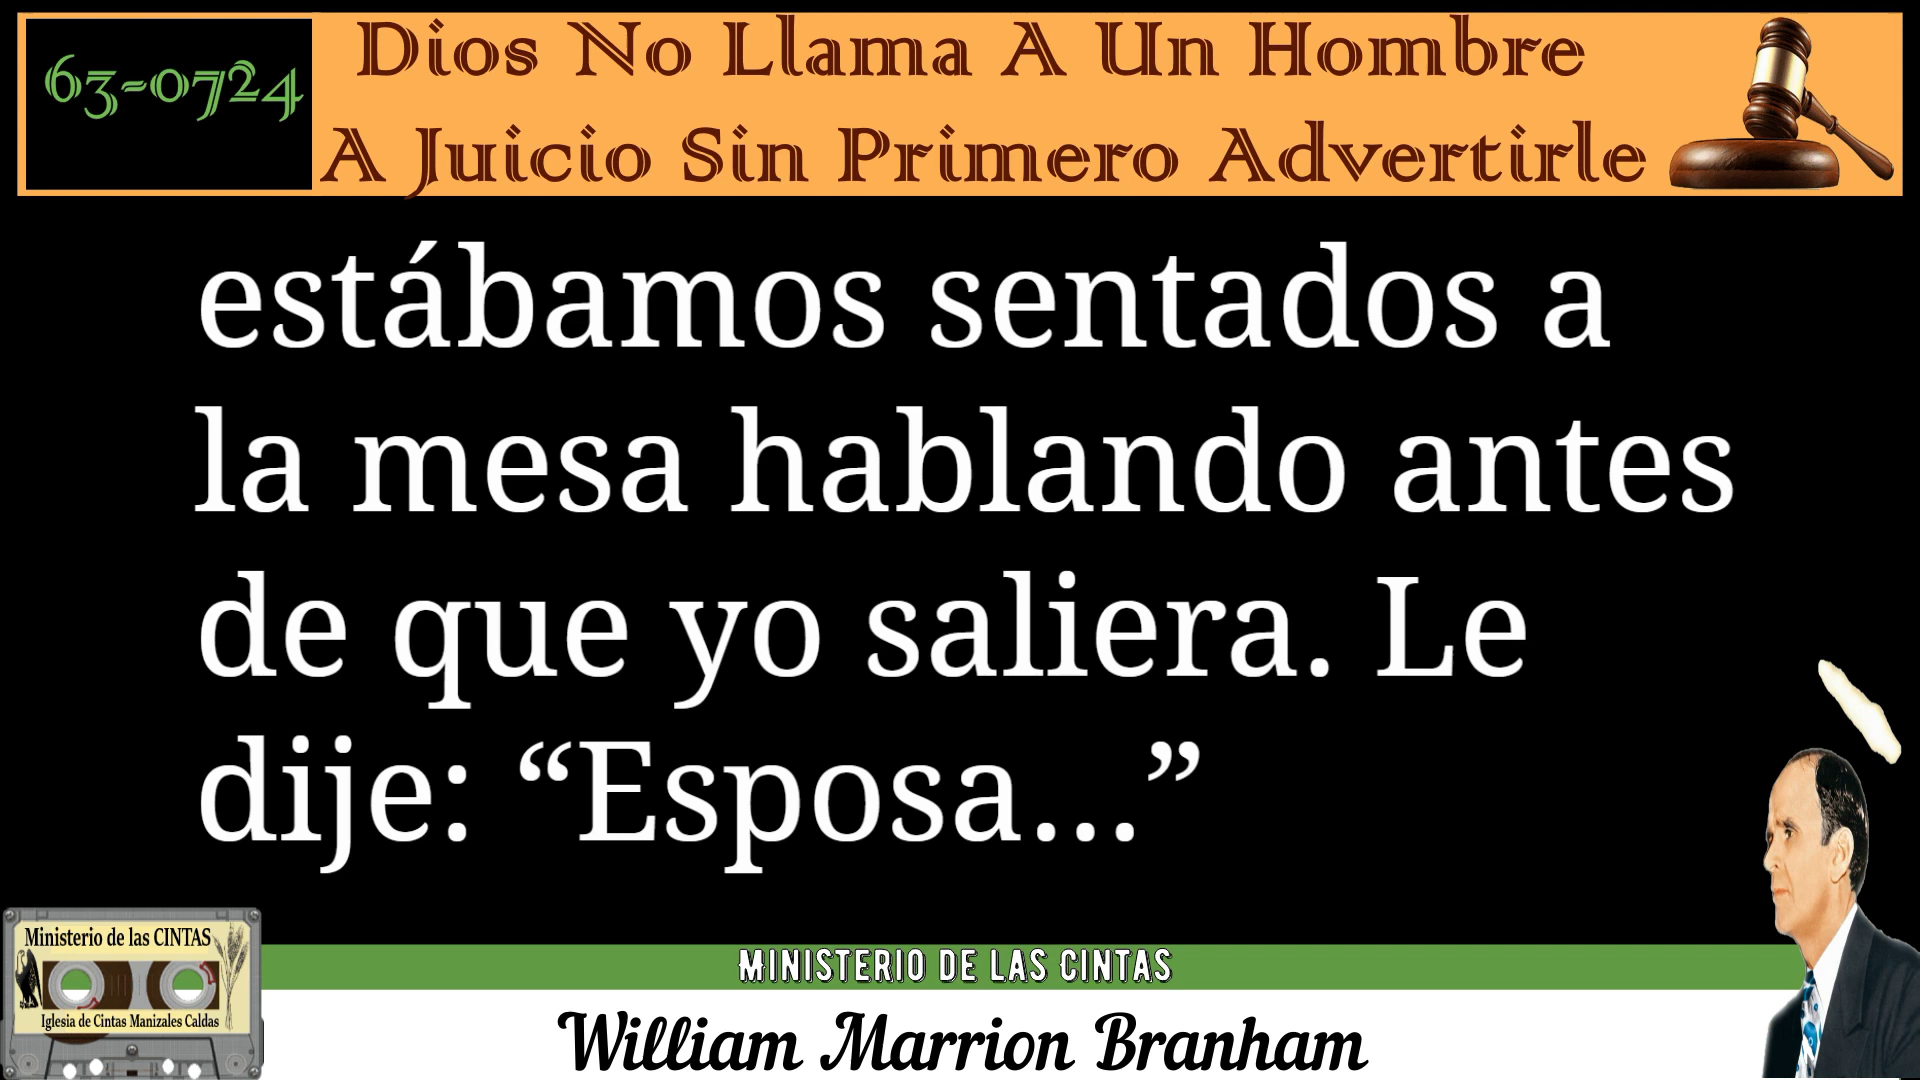 63-0724
Dios No Llama A Un Hombre
A Juicio Sin Primero Advertirle
estábamos sentados a
la mesa hablando antes
de que yo saliera. Le
dije: “Esposa...”
Ministerio de las CINTAS
Iglesia de Cintas Manizales Caldas
MINISTERIO DE LAS CINTAS
William Marrion Branham